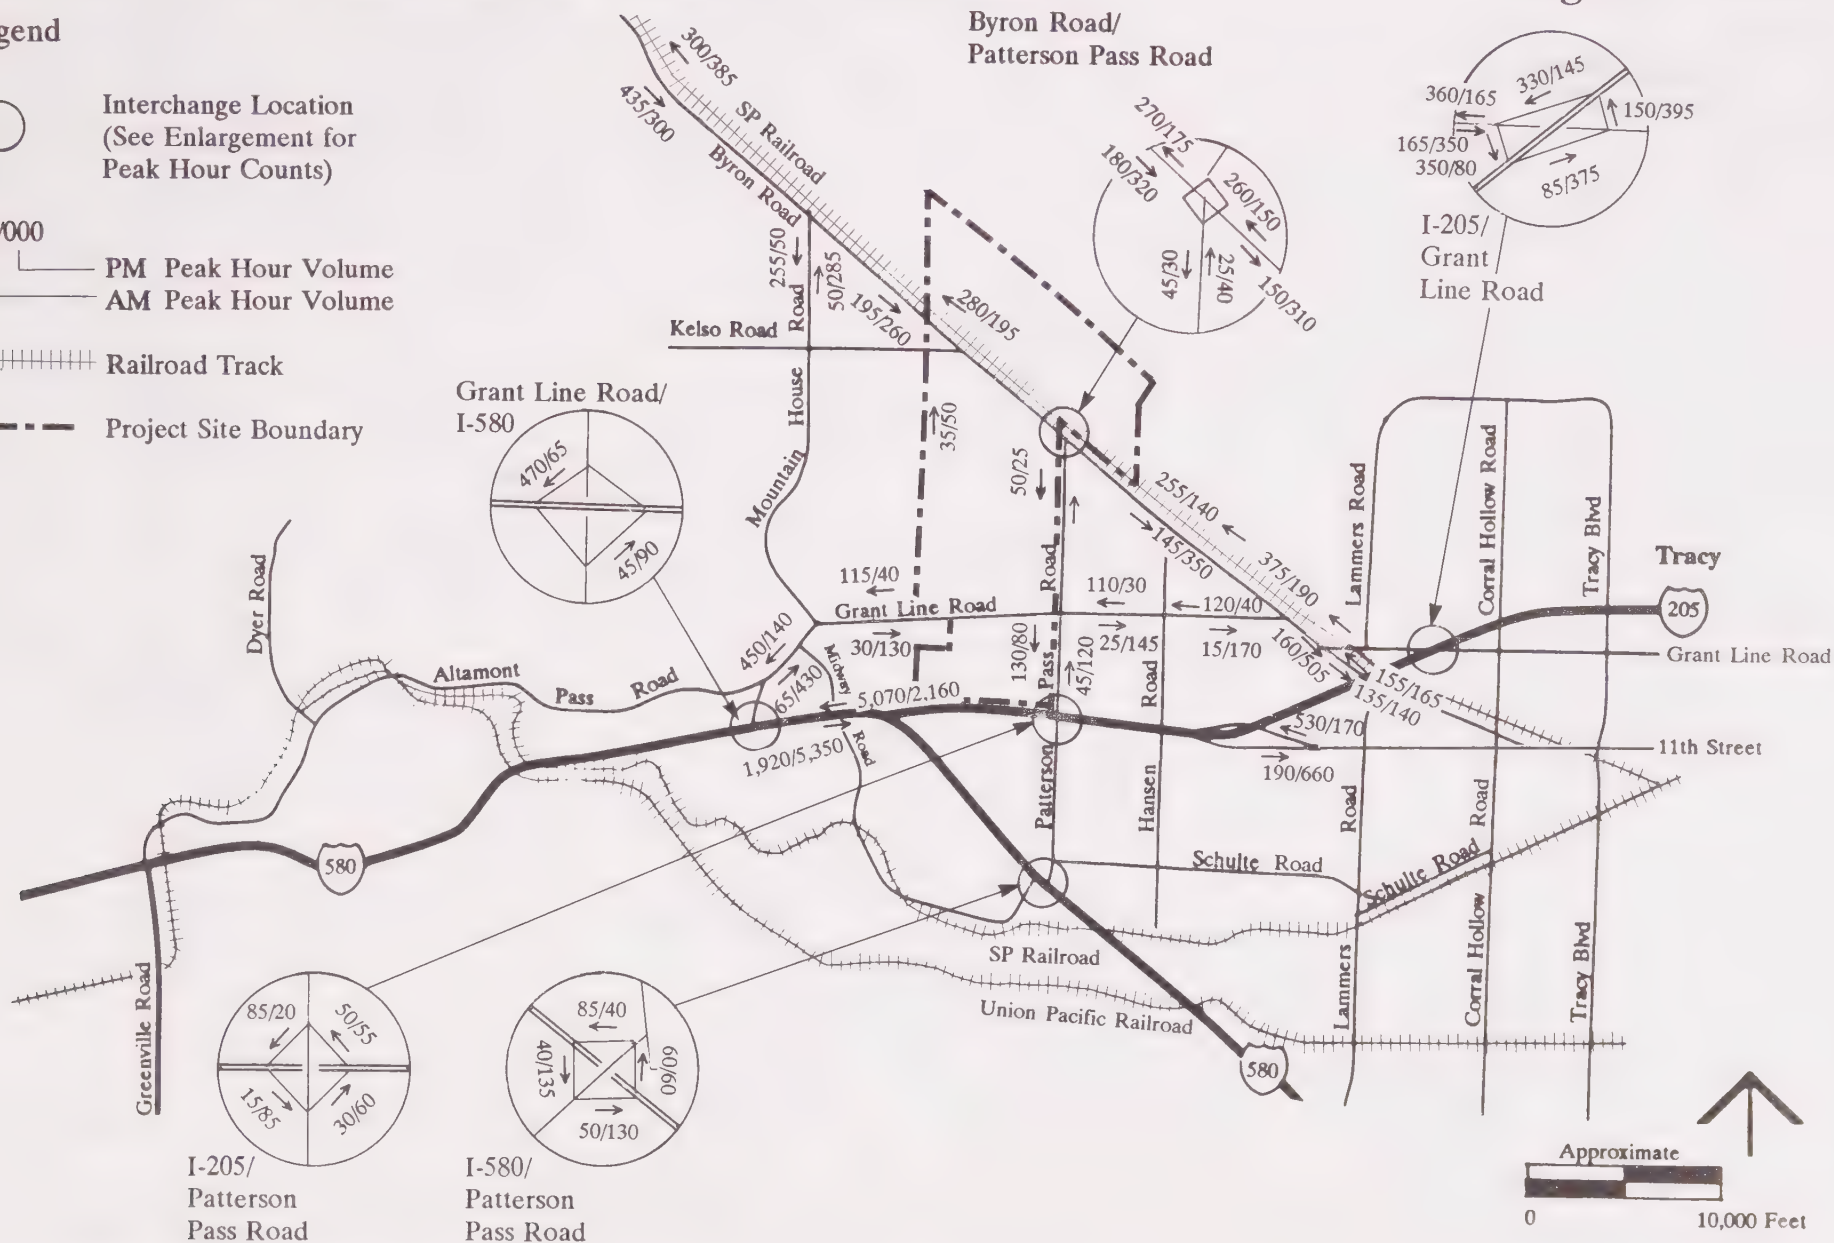 gend
Interchange Location
(See Enlargement for
Peak Hour Counts)
/000
PM Peak Hour Volume
AM Peak Hour Volume
Railroad Track
Project Site Boundary
Byron Road/
Patterson Pass Road
270/175
180/320
260/150
45/30
25/40
150/310
330/145
360/165
150/395
165/350
350/80
85/375
I-205/
Grant
Line Road
300/385
435/300
SP Railroad
Byron Road
255/50
50/285
195/260
280/195
Kelso Road
Mountain House Road
35/50
Grant Line Road/
I-580
470/65
45/90
50/25
255/140
145/350
375/190
115/40
Grant Line Road
30/130
110/30
25/145
120/40
15/170
130/80
45/120
160/505
155/165
135/140
Lammers Road
Corral Hollow Road
Tracy Blvd
Tracy
205
Grant Line Road
530/170
11th Street
190/660
Dyer Road
Altamont Pass Road
450/140
65/430
Midway Road
5,070/2,160
1,920/5,350
Patterson Pass Road
Hansen Road
Road
Corral Hollow Road
Schulte Road
Schulte Road
580
SP Railroad
Union Pacific Railroad
Lammers
Tracy Blvd
Greenville Road
580
85/20
50/55
15/85
30/60
I-205/
Patterson
Pass Road
85/40
40/135
60/60
50/130
I-580/
Patterson
Pass Road
Approximate
0
10,000 Feet